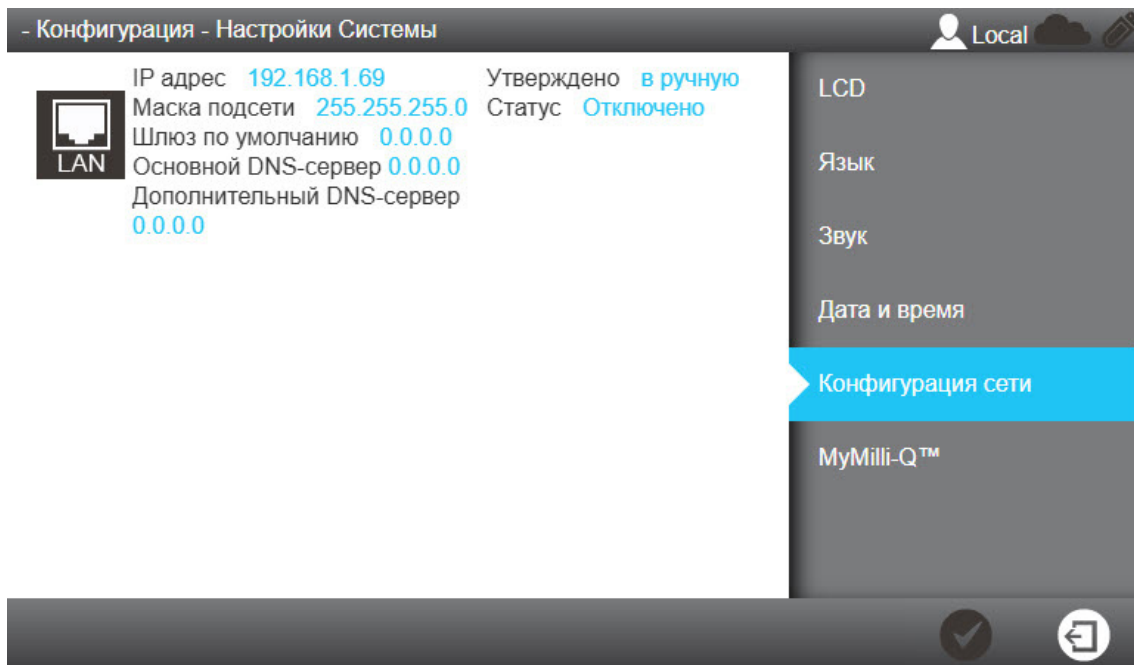 - Конфигурация - Настройки Системы
Local
IP адрес 192.168.1.69
Маска подсети 255.255.255.0
Шлюз по умолчанию 0.0.0.0
Основной DNS-сервер 0.0.0.0
Дополнительный DNS-сервер
0.0.0.0
LAN
Утверждено в ручную
Статус Отключено
LCD
Язык
Звук
Дата и время
Конфигурация сети
MyMilli-Q™